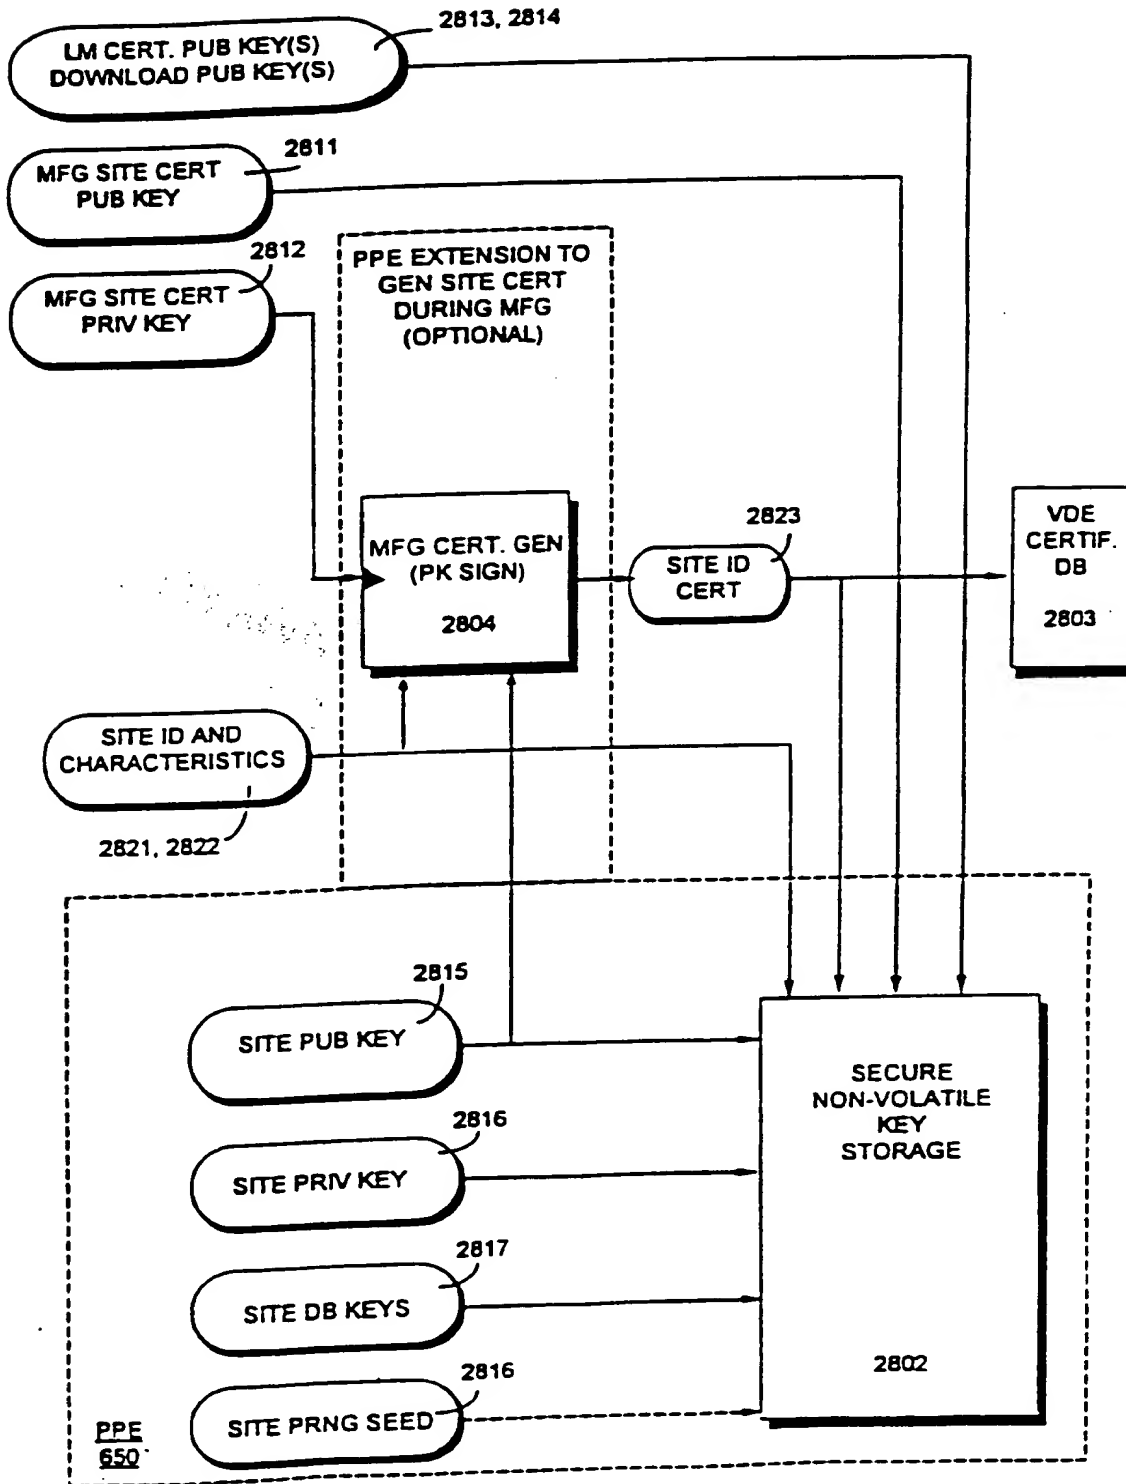 2813, 2814
LM CERT. PUB KEY(S)
DOWNLOAD PUB KEY(S)
2811
MFG SITE CERT
PUB KEY
2812
MFG SITE CERT
PRIV KEY
PPE EXTENSION TO
GEN SITE CERT
DURING MFG
(OPTIONAL)
MFG CERT. GEN
(PK SIGN)
2804
2823
SITE ID
CERT
VDE
CERTIF.
DB
2803
SITE ID AND
CHARACTERISTICS
2821, 2822
2815
SITE PUB KEY
2816
SITE PRIV KEY
2817
SITE DB KEYS
2816
SITE PRNG SEED
SECURE
NON-VOLATILE
KEY
STORAGE
2802
PPE
650